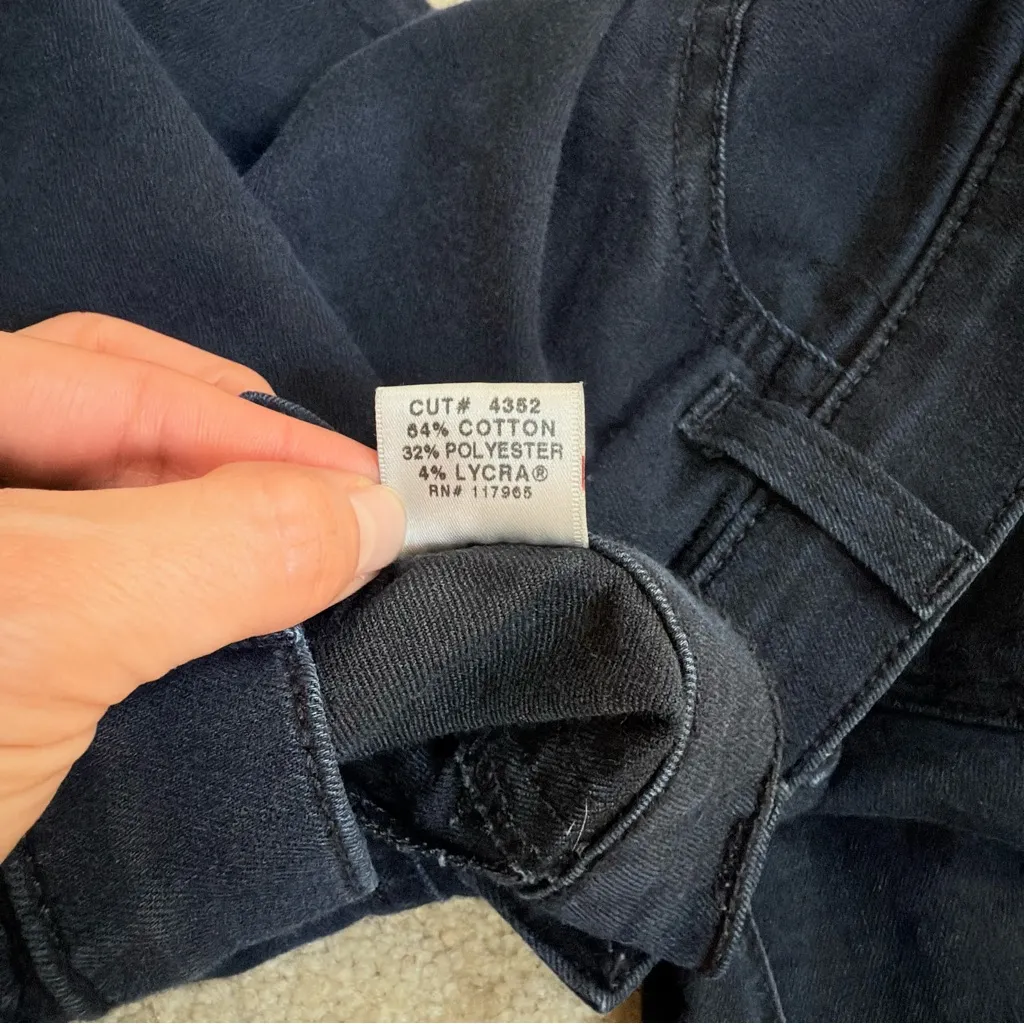 CUT# 4352
64% COTTON
32% POLYESTER
4% LYCRA®
RN# 117965